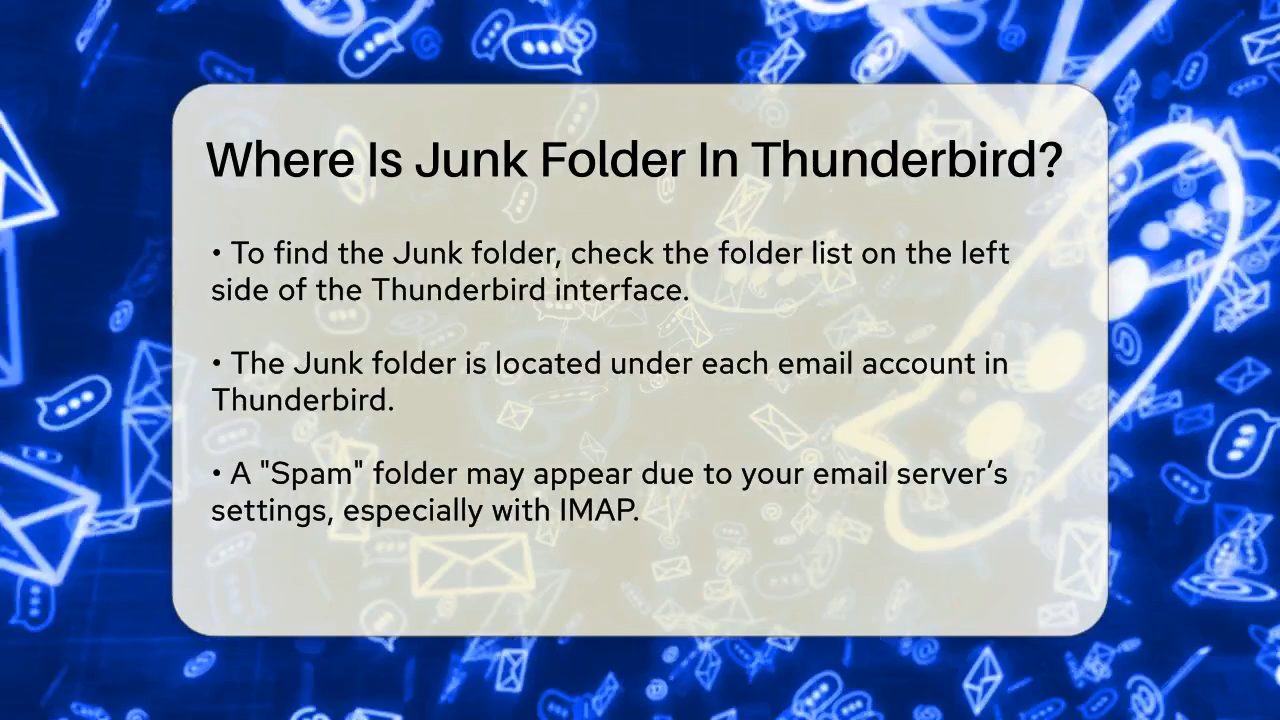 Where Is Junk Folder In Thunderbird?
• To find the Junk folder, check the folder list on the left
side of the Thunderbird interface.
• The Junk folder is located under each email account in
Thunderbird.
• A "Spam" folder may appear due to your email server’s
settings, especially with IMAP.